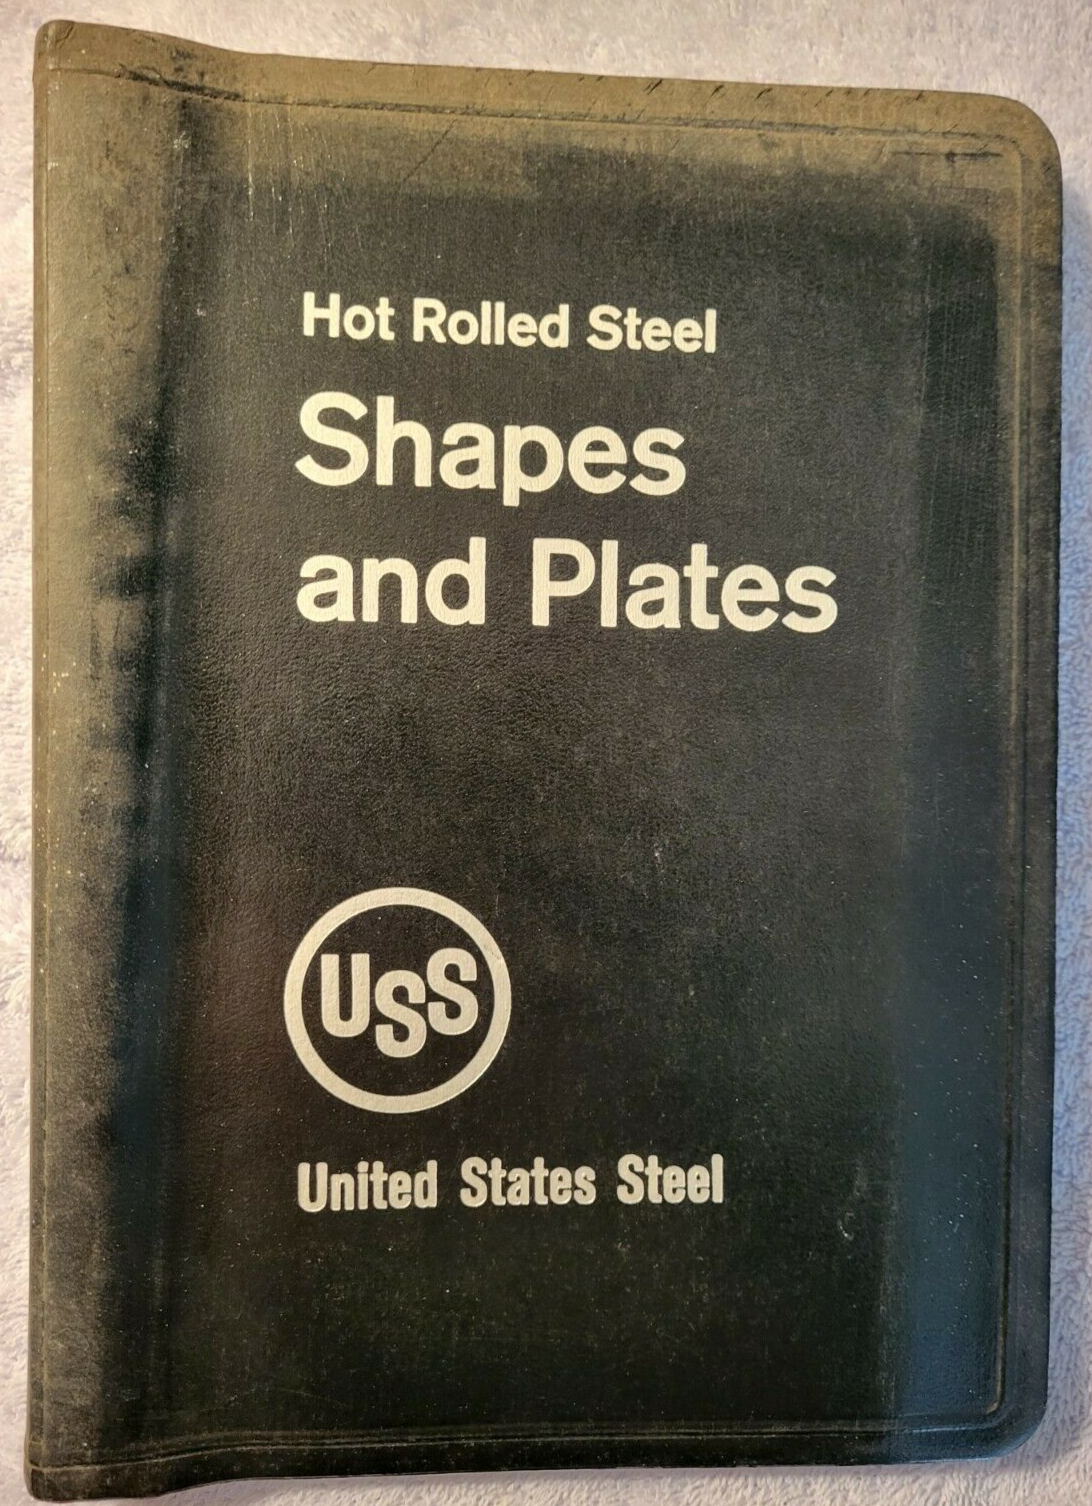 Hot Rolled Steel
Shapes
and Plates
USS
United States Steel